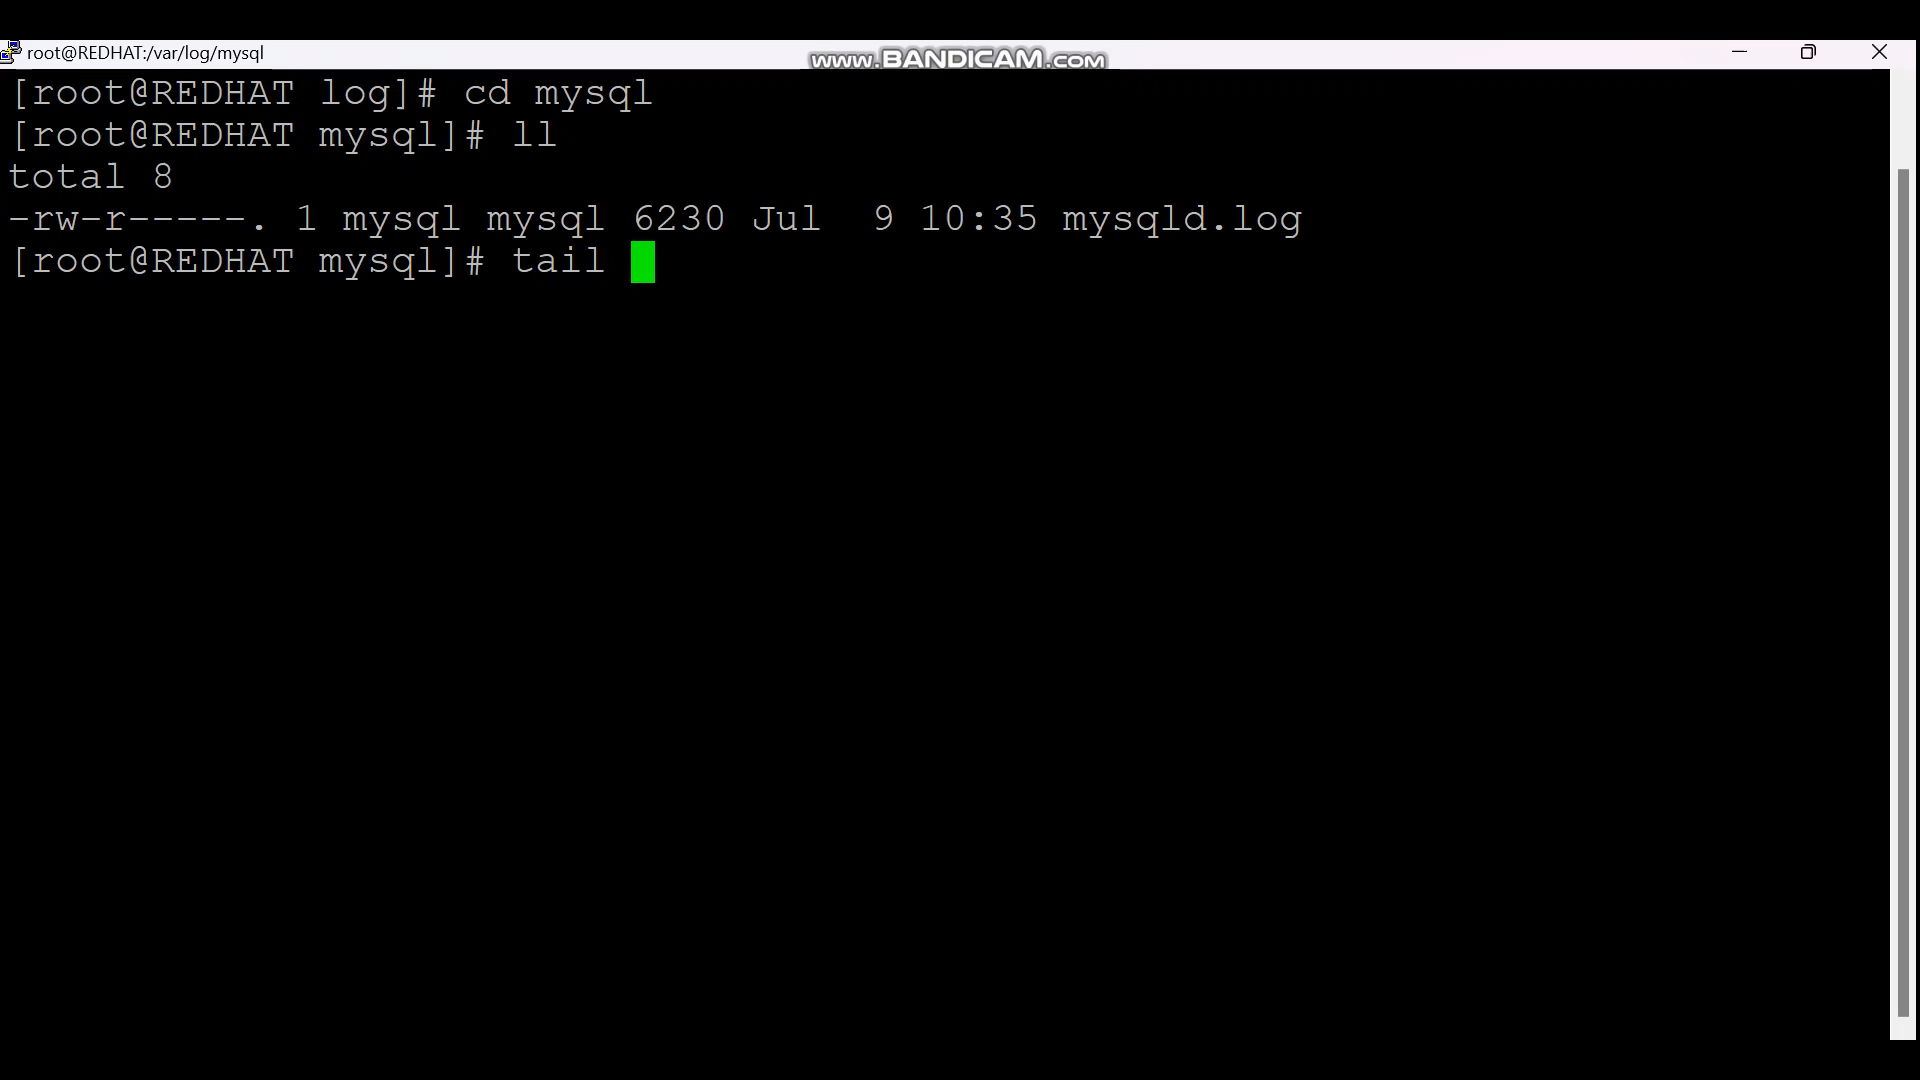 root@REDHAT:/var/log/mysql
www.BANDICAM.com
[root@REDHAT log]# cd mysql
[root@REDHAT mysql]# ll
total 8
-rw-r-----. 1 mysql mysql 6230 Jul  9 10:35 mysqld.log
[root@REDHAT mysql]# tail